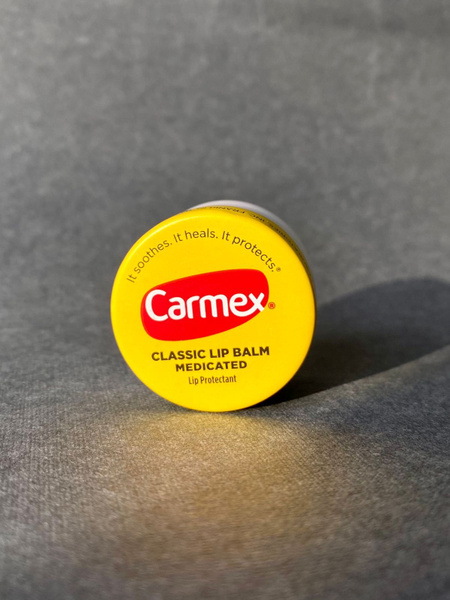 It soothes. It heals. It protects.®
Carmex®
CLASSIC LIP BALM
MEDICATED
Lip Protectant